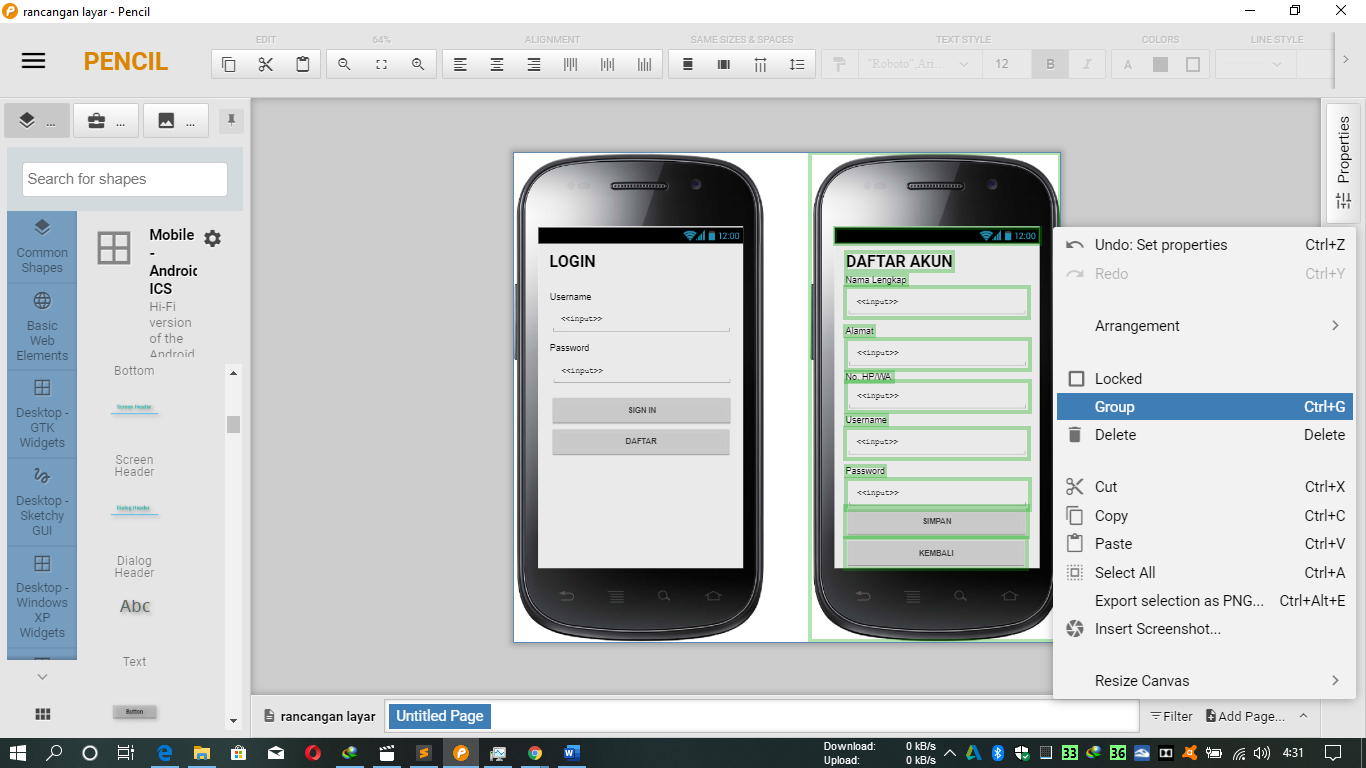 rancangan layar - Pencil
PENCIL
EDIT
64%
ALIGNMENT
SAME SIZES & SPACES
TEXT STYLE
COLORS
LINE STYLE
"Roboto",Ari...
12
B
I
A
...
...
...
Search for shapes
Common
Shapes
Basic
Web
Elements
Desktop -
GTK
Widgets
Desktop -
Sketchy
GUI
Desktop -
Windows
XP
Widgets
Mobile
-
Android
ICS
Hi-Fi
version
of the
Android
Bottom
Screen Header
Screen
Header
Dialog Header
Dialog
Header
Abc
Text
Button
12:00
LOGIN
Username
<<input>>
Password
<<input>>
SIGN IN
DAFTAR
12:00
DAFTAR AKUN
Nama Lengkap
<<input>>
Alamat
<<input>>
No. HP/WA
<<input>>
Username
<<input>>
Password
<<input>>
SIMPAN
KEMBALI
Properties
Undo: Set properties Ctrl+Z
Redo Ctrl+Y
Arrangement
Locked
Group Ctrl+G
Delete Delete
Cut Ctrl+X
Copy Ctrl+C
Paste Ctrl+V
Select All Ctrl+A
Export selection as PNG... Ctrl+Alt+E
Insert Screenshot...
Resize Canvas
rancangan layar
Untitled Page
Filter
Add Page...
Download: 0 kB/s
Upload: 0 kB/s
33
36
4:31